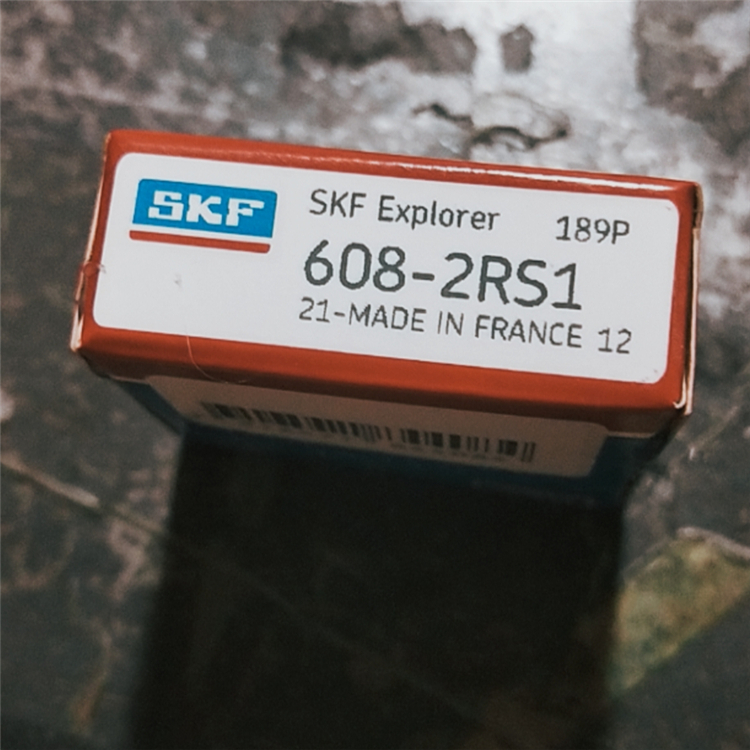 SKF
SKF Explorer 189P
608-2RS1
21-MADE IN FRANCE 12